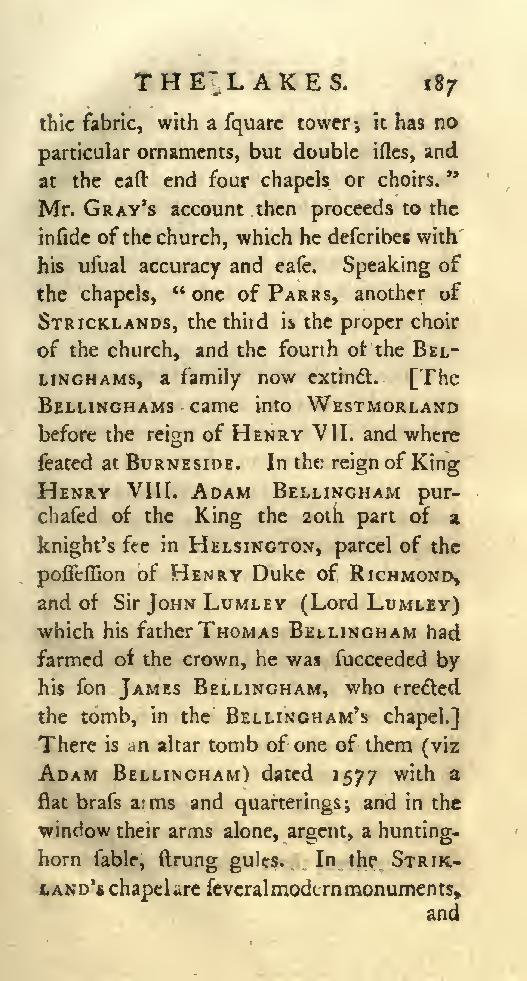 THE LAKES. 187
thic fabric, with a ſquare tower; it has no
particular ornaments, but double iſles, and
at the eaſt end four chapels or choirs. ”
Mr. GRAY’S account then proceeds to the
inſide of the church, which he deſcribes with
his uſual accuracy and eaſe. Speaking of
the chapels, “ one of PARRS, another of
STRICKLANDS, the third is the proper choir
of the church, and the fourth of the BEL-
LINGHAMS, a family now extinct. [The
BELLINGHAMS came into WESTMORLAND
before the reign of HENRY VII. and where
ſeated at BURNESIDE. In the reign of King
HENRY VIII. ADAM BELLINGHAM pur-
chaſed of the King the 20th part of a
knight’s fee in HELSINGTON, parcel of the
poſſeſſion of HENRY Duke of RICHMOND,
and of Sir JOHN LUMLEY (Lord LUMLEY)
which his father THOMAS BELLINGHAM had
farmed of the crown, he was ſucceeded by
his ſon JAMES BELLINGHAM, who erected
the tomb, in the BELLINGHAM’S chapel.]
There is an altar tomb of one of them (viz
ADAM BELLINGHAM) dated 1577 with a
flat braſs arms and quarterings; and in the
window their arms alone, argent, a hunting-
horn ſable, ſtrung gules. In the STRIK-
LAND’S chapel are ſeveral modern monuments,
and